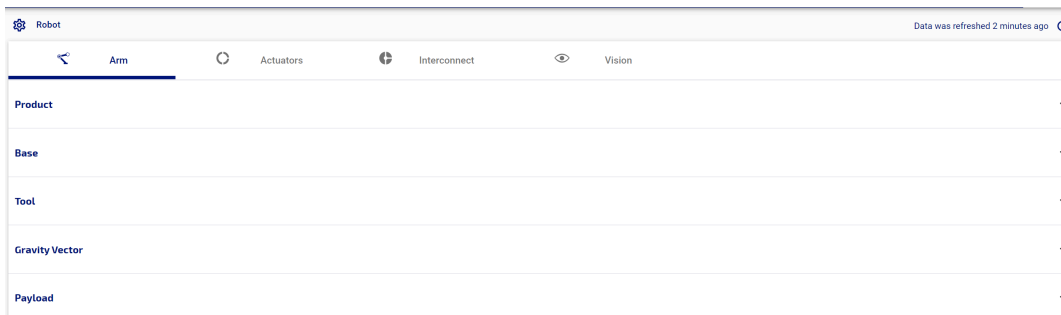 Robot Data was refreshed 2 minutes ago
Arm Actuators Interconnect Vision
Product
Base
Tool
Gravity Vector
Payload